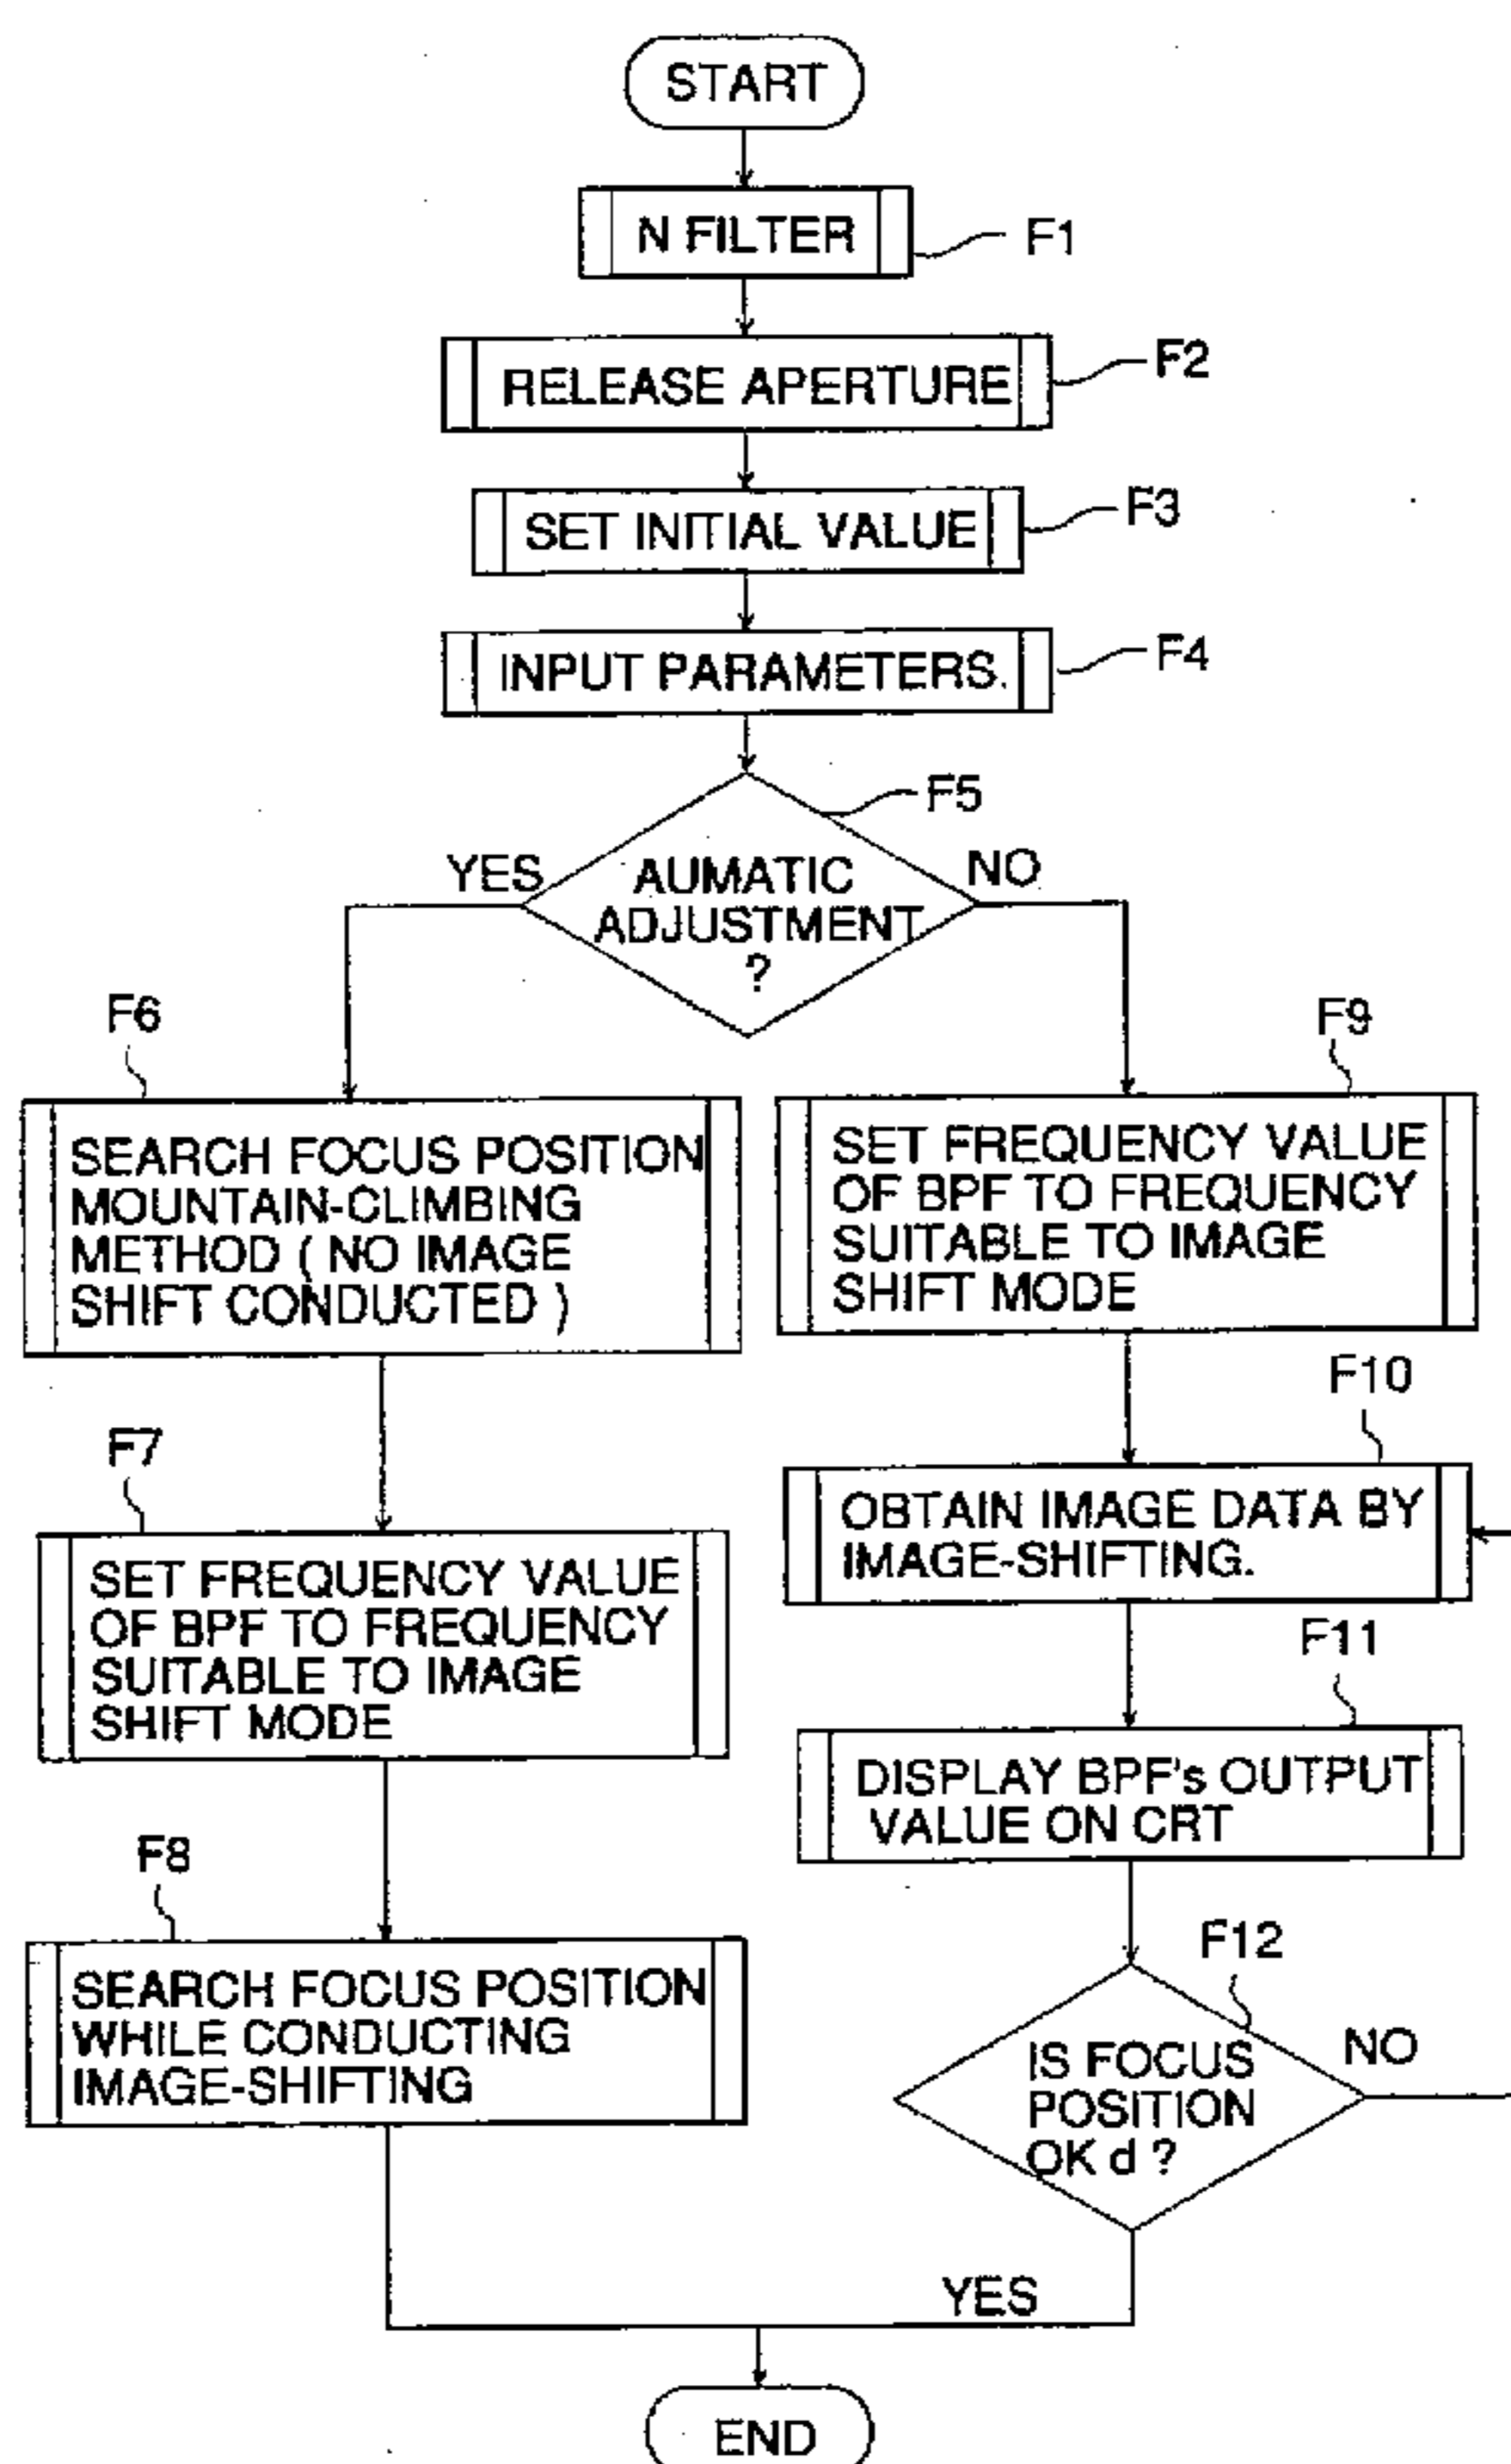 START
N FILTER
F1
RELEASE APERTURE
F2
SET INITIAL VALUE
F3
INPUT PARAMETERS.
F4
F5
YES
AUMATIC
ADJUSTMENT
?
NO
F6
SEARCH FOCUS POSITION
MOUNTAIN-CLIMBING
METHOD ( NO IMAGE
SHIFT CONDUCTED )
F7
SET FREQUENCY VALUE
OF BPF TO FREQUENCY
SUITABLE TO IMAGE
SHIFT MODE
F8
SEARCH FOCUS POSITION
WHILE CONDUCTING
IMAGE-SHIFTING
F9
SET FREQUENCY VALUE
OF BPF TO FREQUENCY
SUITABLE TO IMAGE
SHIFT MODE
F10
OBTAIN IMAGE DATA BY
IMAGE-SHIFTING.
F11
DISPLAY BPF's OUTPUT
VALUE ON CRT
F12
IS FOCUS
POSITION
OK d ?
NO
YES
END